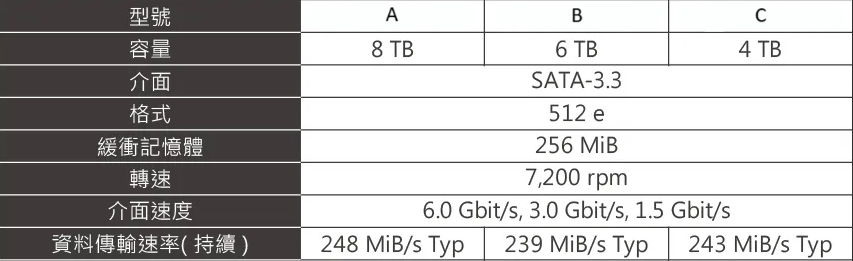 型號 A B C
容量 8 TB 6 TB 4 TB
介面 SATA-3.3
格式 512 e
緩衝記憶體 256 MiB
轉速 7,200 rpm
介面速度 6.0 Gbit/s, 3.0 Gbit/s, 1.5 Gbit/s
資料傳輸速率( 持續 ) 248 MiB/s Typ 239 MiB/s Typ 243 MiB/s Typ